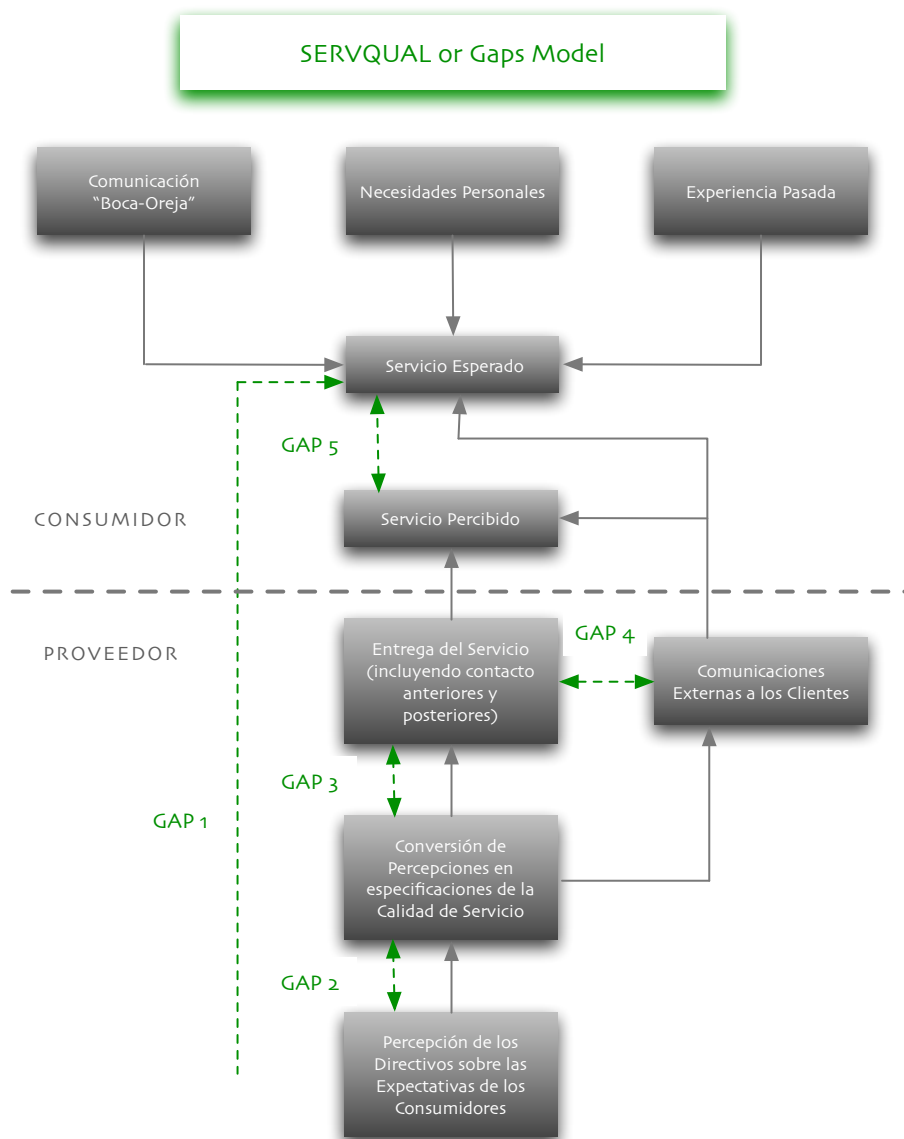 SERVQUAL or Gaps Model
Comunicación
“Boca-Oreja”
Necesidades Personales
Experiencia Pasada
Servicio Esperado
GAP 5
Servicio Percibido
CONSUMIDOR
PROVEEDOR
Entrega del Servicio
(incluyendo contacto
anteriores y
posteriores)
GAP 4
Comunicaciones
Externas a los Clientes
GAP 3
GAP 1
Conversión de
Percepciones en
especificaciones de la
Calidad de Servicio
GAP 2
Percepción de los
Directivos sobre las
Expectativas de los
Consumidores